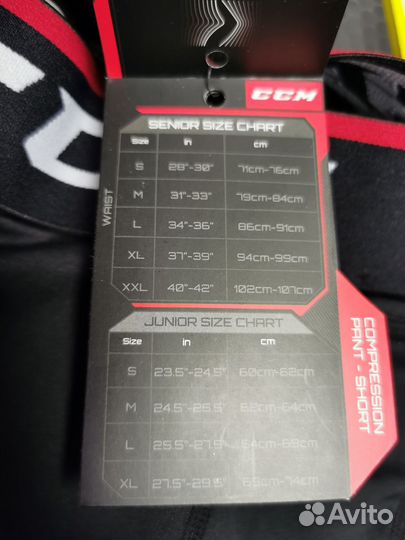 CCM
SENIOR SIZE CHART
Size in cm
WAIST
S 28"-30" 71cm-76cm
M 31"-33" 79cm-84cm
L 34"-36" 86cm-91cm
XL 37"-39" 94cm-99cm
XXL 40"-42" 102cm-107cm
JUNIOR SIZE CHART
Size in cm
S 23.5"-24.5" 60cm-62cm
M 24.5"-25.5" 62cm-64cm
L 25.5"-27.5" 64cm-69cm
XL 27.5"-29.5" 69cm-74cm
COMPRESSION
PANT - SHORT
Avito